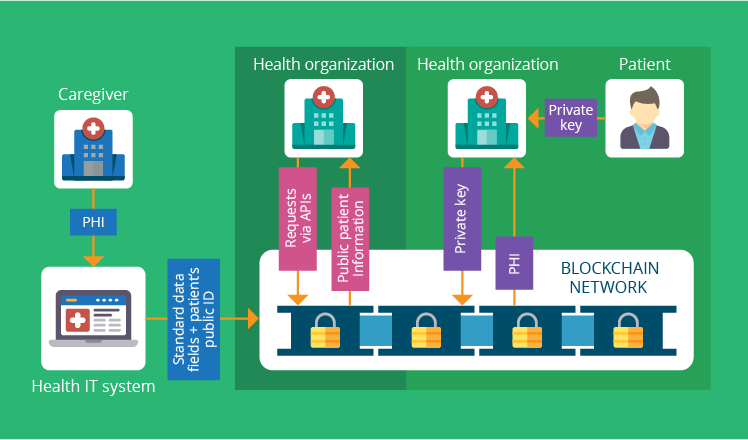 Health organization
Health organization
Patient
Caregiver
Private
key
PHI
Requests
via APIs
Public patient
Information
Private key
PHI
BLOCKCHAIN
NETWORK
Standard data
fields + patient's
public ID
Health IT system